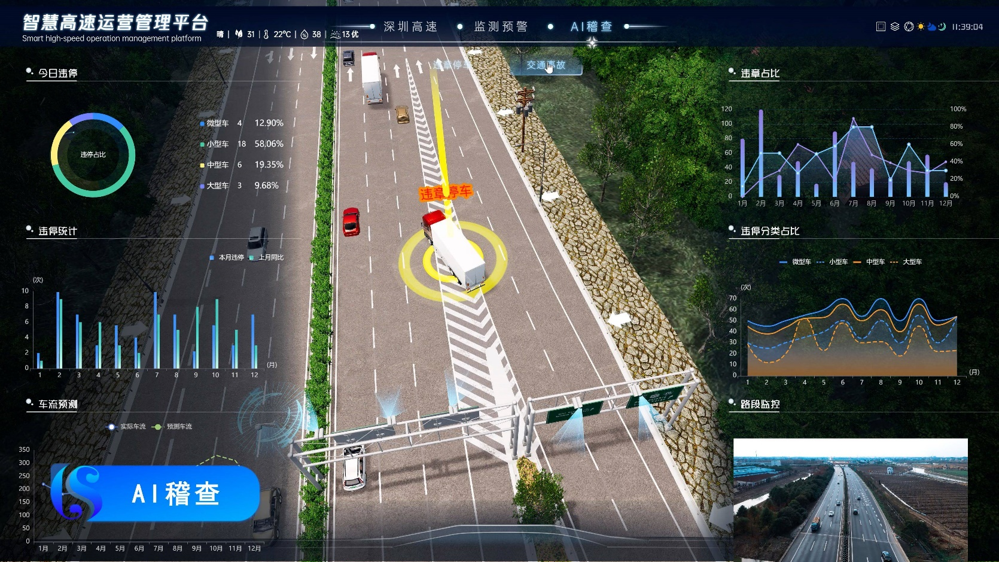 智慧高速运营管理平台
Smart high-speed operation management platform
晴 | 31 | 22℃ | 38 | 13 优
深圳高速
监测预警
AI稽查
11:39:04
违章停车
交通事故
今日违停
违停占比
微型车 4 12.90%
小型车 18 58.06%
中型车 6 19.35%
大型车 3 9.68%
违停统计
本月违停 上月同比
(次)
10
8
6
4
2
0
1 2 3 4 5 6 7 8 9 10 11 12
(月)
车流预测
实际车流 预测车流
350
300
250
200
150
100
50
0
1月 2月 3月 4月 5月 6月 7月 8月 9月 10月 11月 12月
AI稽查
违章停车
违章占比
120 100%
100 80%
80
60 60%
40 40%
20 20%
0 0%
1月 2月 3月 4月 5月 6月 7月 8月 9月 10月 11月 12月
违停分类占比
微型车 小型车 中型车 大型车
(次)
70
60
50
40
30
20
10
0
1 2 3 4 5 6 7 8 9 10 11 12
(月)
路段监控